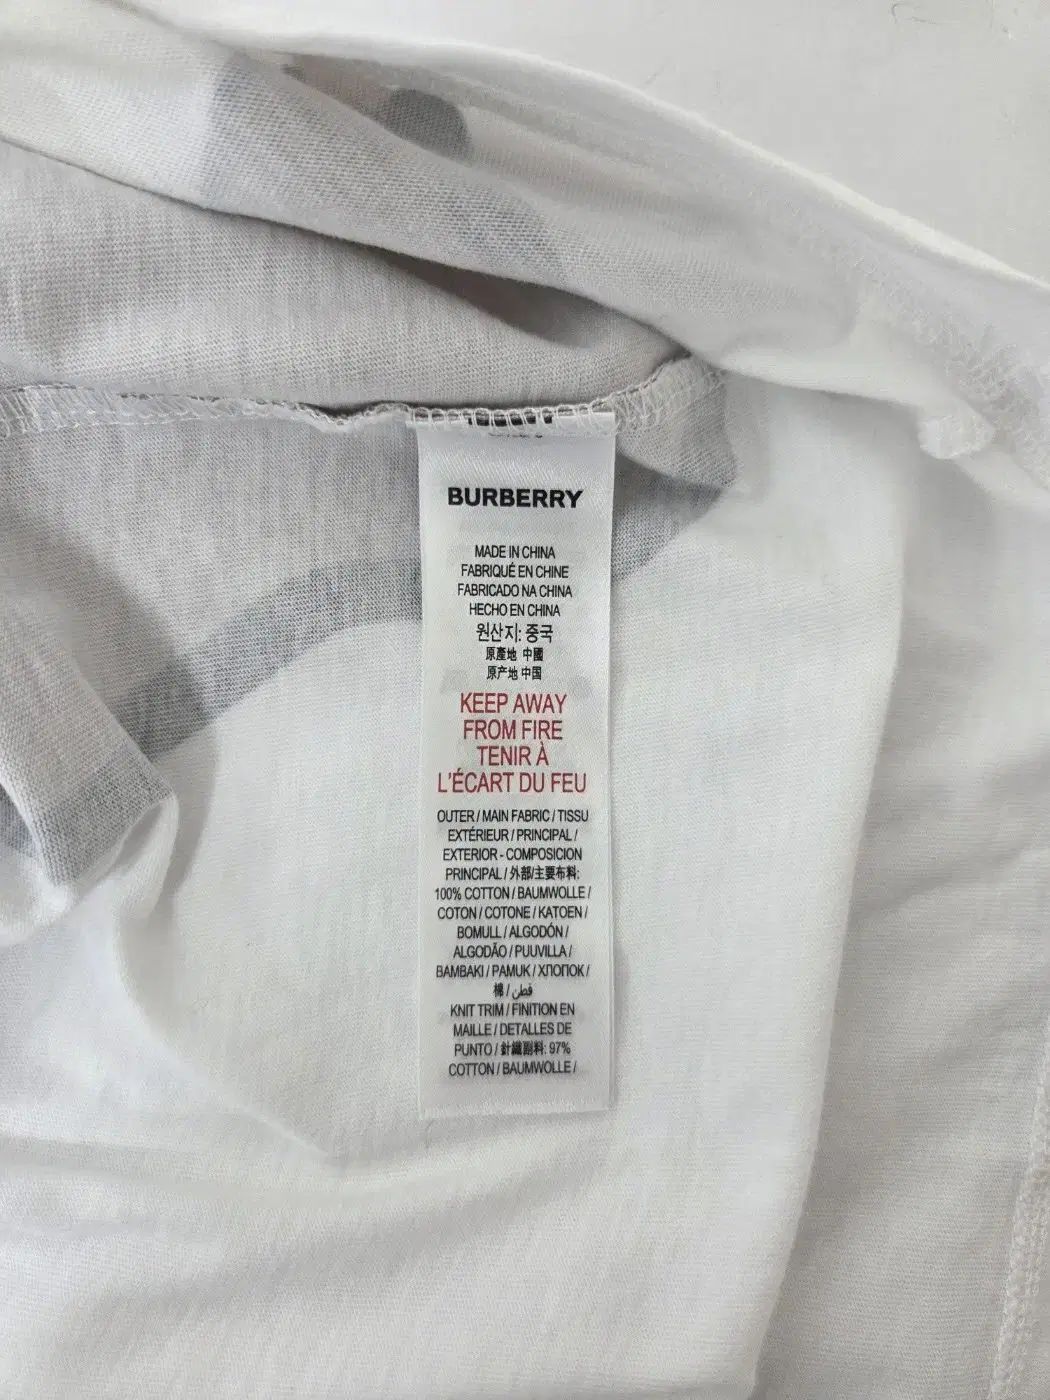 BURBERRY
MADE IN CHINA
FABRIQUÉ EN CHINE
FABRICADO NA CHINA
HECHO EN CHINA
원산지: 중국
原產地 中國
原产地 中国
KEEP AWAY
FROM FIRE
TENIR À
L'ÉCART DU FEU
OUTER / MAIN FABRIC / TISSU
EXTÉRIEUR / PRINCIPAL /
EXTERIOR - COMPOSICION
PRINCIPAL / 外部/主要布料:
100% COTTON / BAUMWOLLE /
COTON / COTONE / KATOEN /
BOMULL / ALGODÓN /
ALGODÃO / PUUVILLA /
BAMBAKI / PAMUK / ХЛОПОК /
棉 / قطن
KNIT TRIM / FINITION EN
MAILLE / DETALLES DE
PUNTO / 針織副料: 97%
COTTON / BAUMWOLLE /